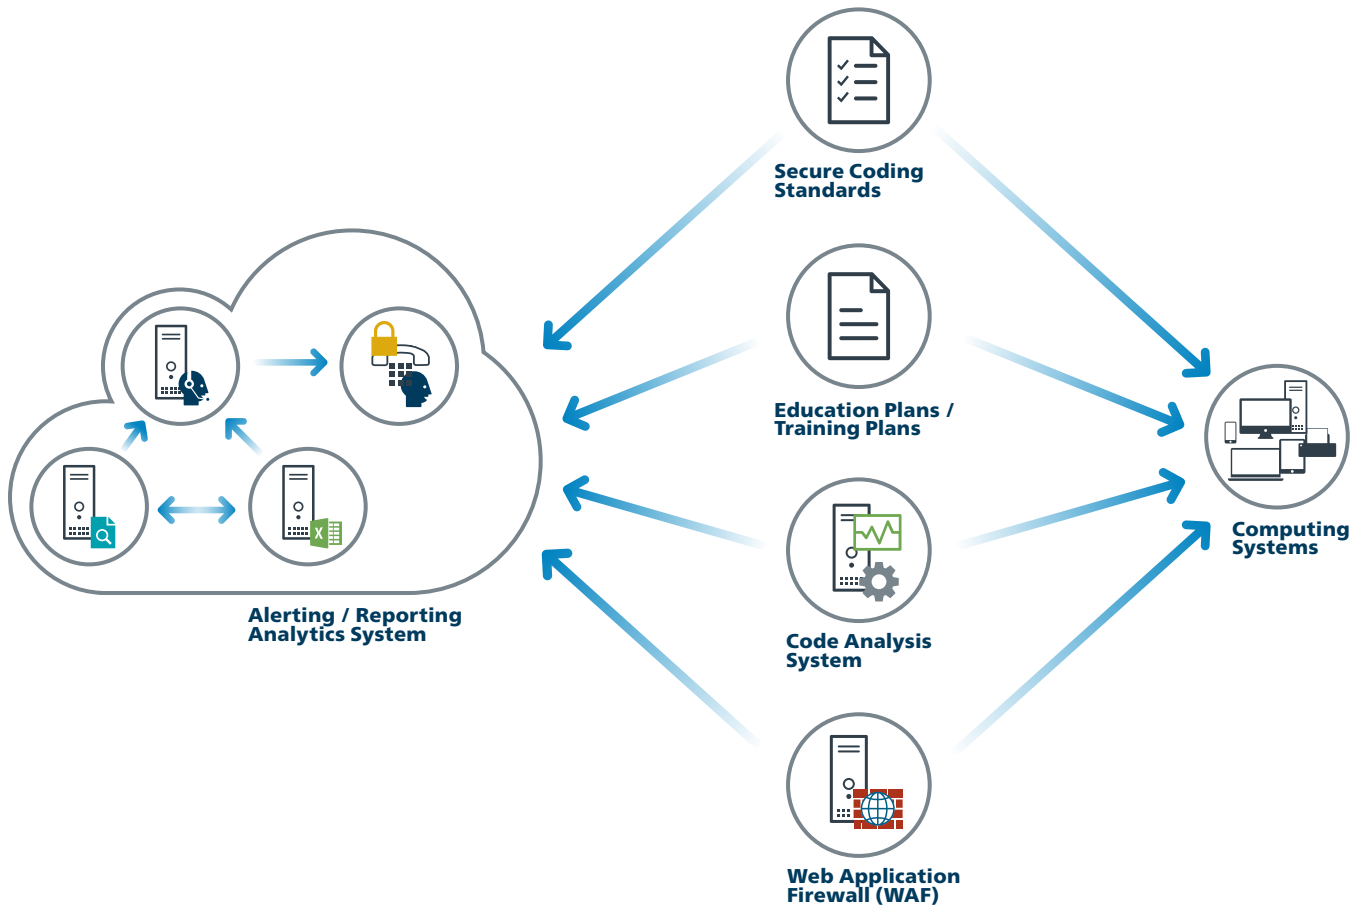 Secure Coding
Standards
Education Plans /
Training Plans
Computing
Systems
Alerting / Reporting
Analytics System
X
Code Analysis
System
Web Application
Firewall (WAF)